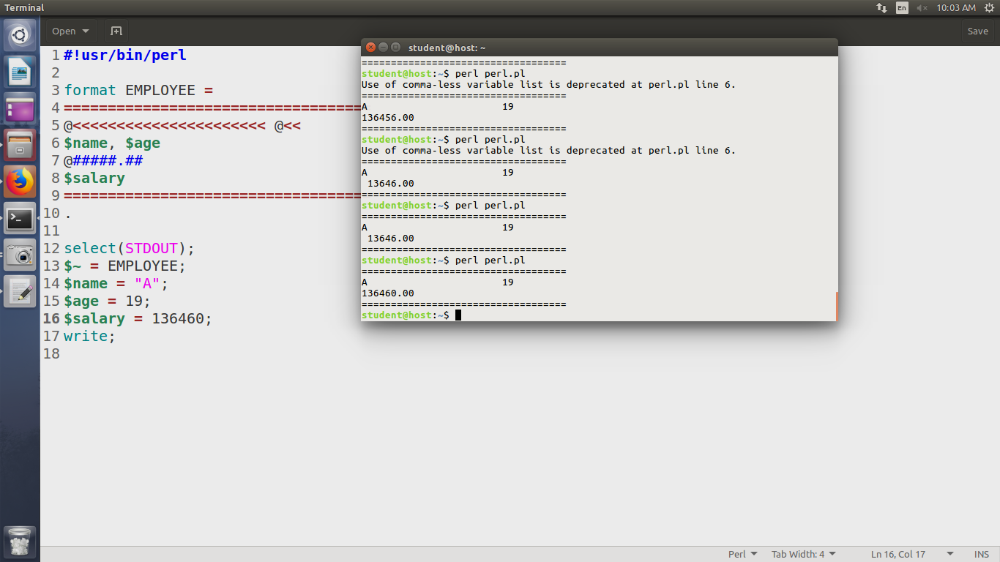 Terminal
En
10:03 AM
Open
Save
1 #!usr/bin/perl
2
3 format EMPLOYEE =
4 ==================================
5 @<<<<<<<<<<<<<<<<<<<<<< @<<
6 $name, $age
7 @#####.##
8 $salary
9 ==================================
10 .
11
12 select(STDOUT);
13 $~ = EMPLOYEE;
14 $name = "A";
15 $age = 19;
16 $salary = 136460;
17 write;
18
student@host: ~
===================================
student@host:~$ perl perl.pl
Use of comma-less variable list is deprecated at perl.pl line 6.
===================================
A                       19
136456.00
===================================
student@host:~$ perl perl.pl
Use of comma-less variable list is deprecated at perl.pl line 6.
===================================
A                       19
 13646.00
===================================
student@host:~$ perl perl.pl
===================================
A                       19
 13646.00
===================================
student@host:~$ perl perl.pl
===================================
A                       19
136460.00
===================================
student@host:~$
Perl
Tab Width: 4
Ln 16, Col 17
INS